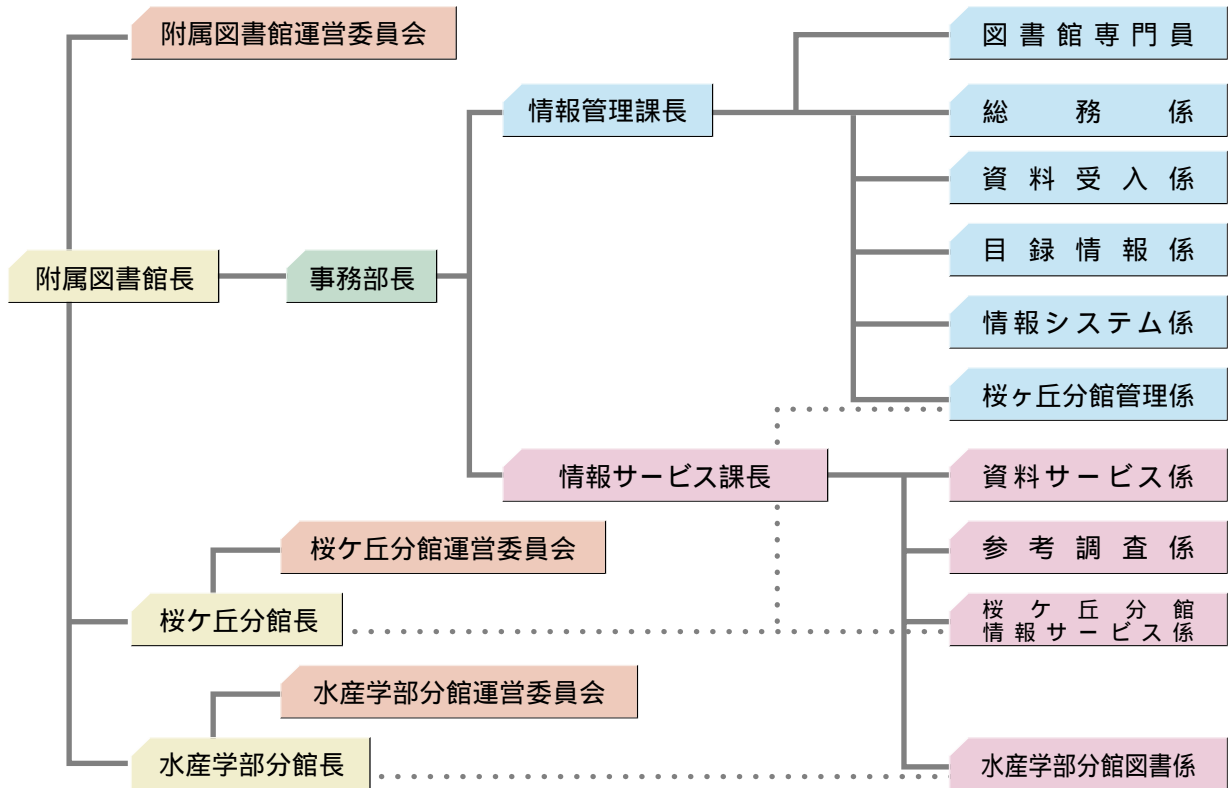 附属図書館運営委員会
図書館専門員
情報管理課長
総務係
資料受入係
目録情報係
附属図書館長
事務部長
情報システム係
桜ヶ丘分館管理係
情報サービス課長
資料サービス係
桜ケ丘分館運営委員会
参考調査係
桜ケ丘分館長
桜ケ丘分館
情報サービス係
水産学部分館運営委員会
水産学部分館長
水産学部分館図書係